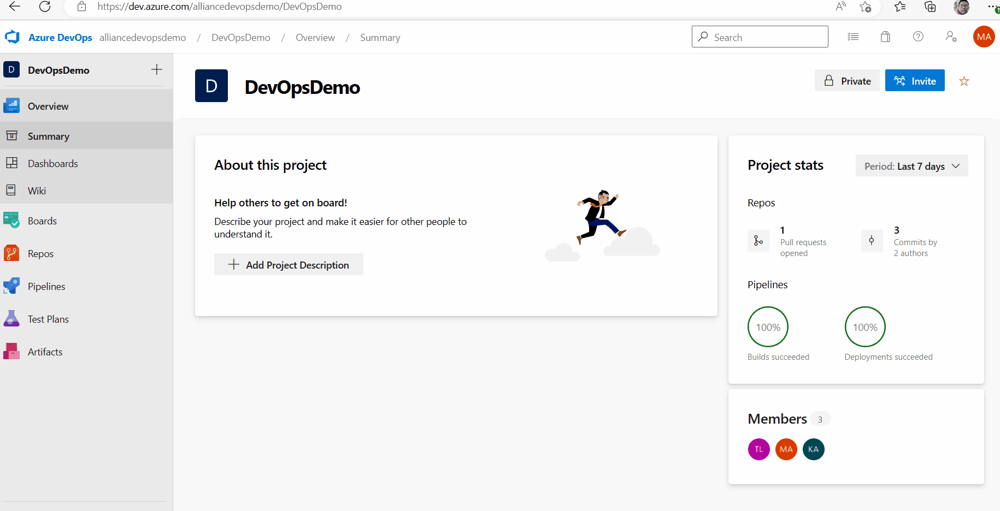 https://dev.azure.com/alliancedevopsdemo/DevOpsDemo
Azure DevOps alliancedevopsdemo / DevOpsDemo / Overview / Summary
Search
MA
D DevOpsDemo
Overview
Summary
Dashboards
Wiki
Boards
Repos
Pipelines
Test Plans
Artifacts
D DevOpsDemo
Private
Invite
About this project
Help others to get on board!
Describe your project and make it easier for other people to
understand it.
Add Project Description
Project stats
Period: Last 7 days
Repos
1
Pull requests
opened
3
Commits by
2 authors
Pipelines
100%
Builds succeeded
100%
Deployments succeeded
Members 3
TL MA KA